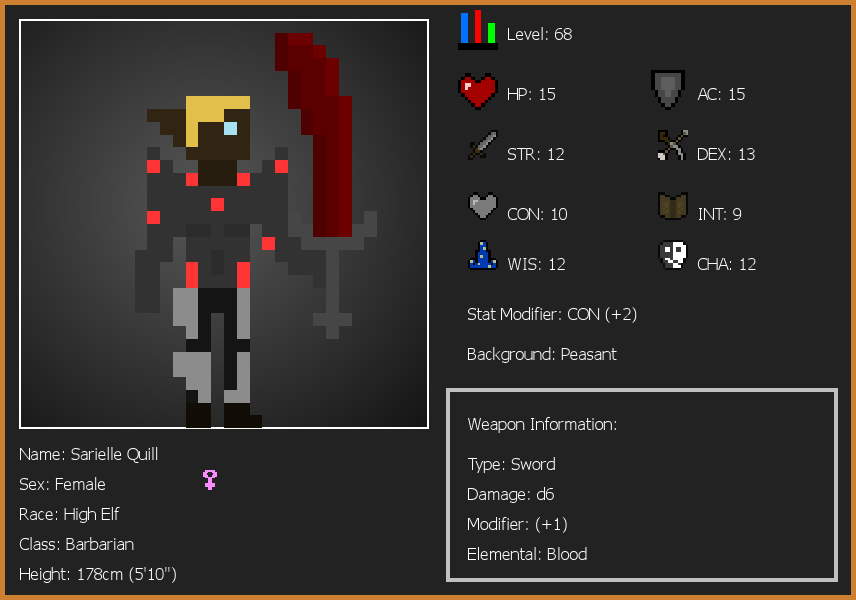 Level: 68
HP: 15
AC: 15
STR: 12
DEX: 13
CON: 10
INT: 9
WIS: 12
CHA: 12
Stat Modifier: CON (+2)
Background: Peasant
Weapon Information:
Type: Sword
Damage: d6
Modifier: (+1)
Elemental: Blood
Name: Sarielle Quill
Sex: Female
Race: High Elf
Class: Barbarian
Height: 178cm (5'10")